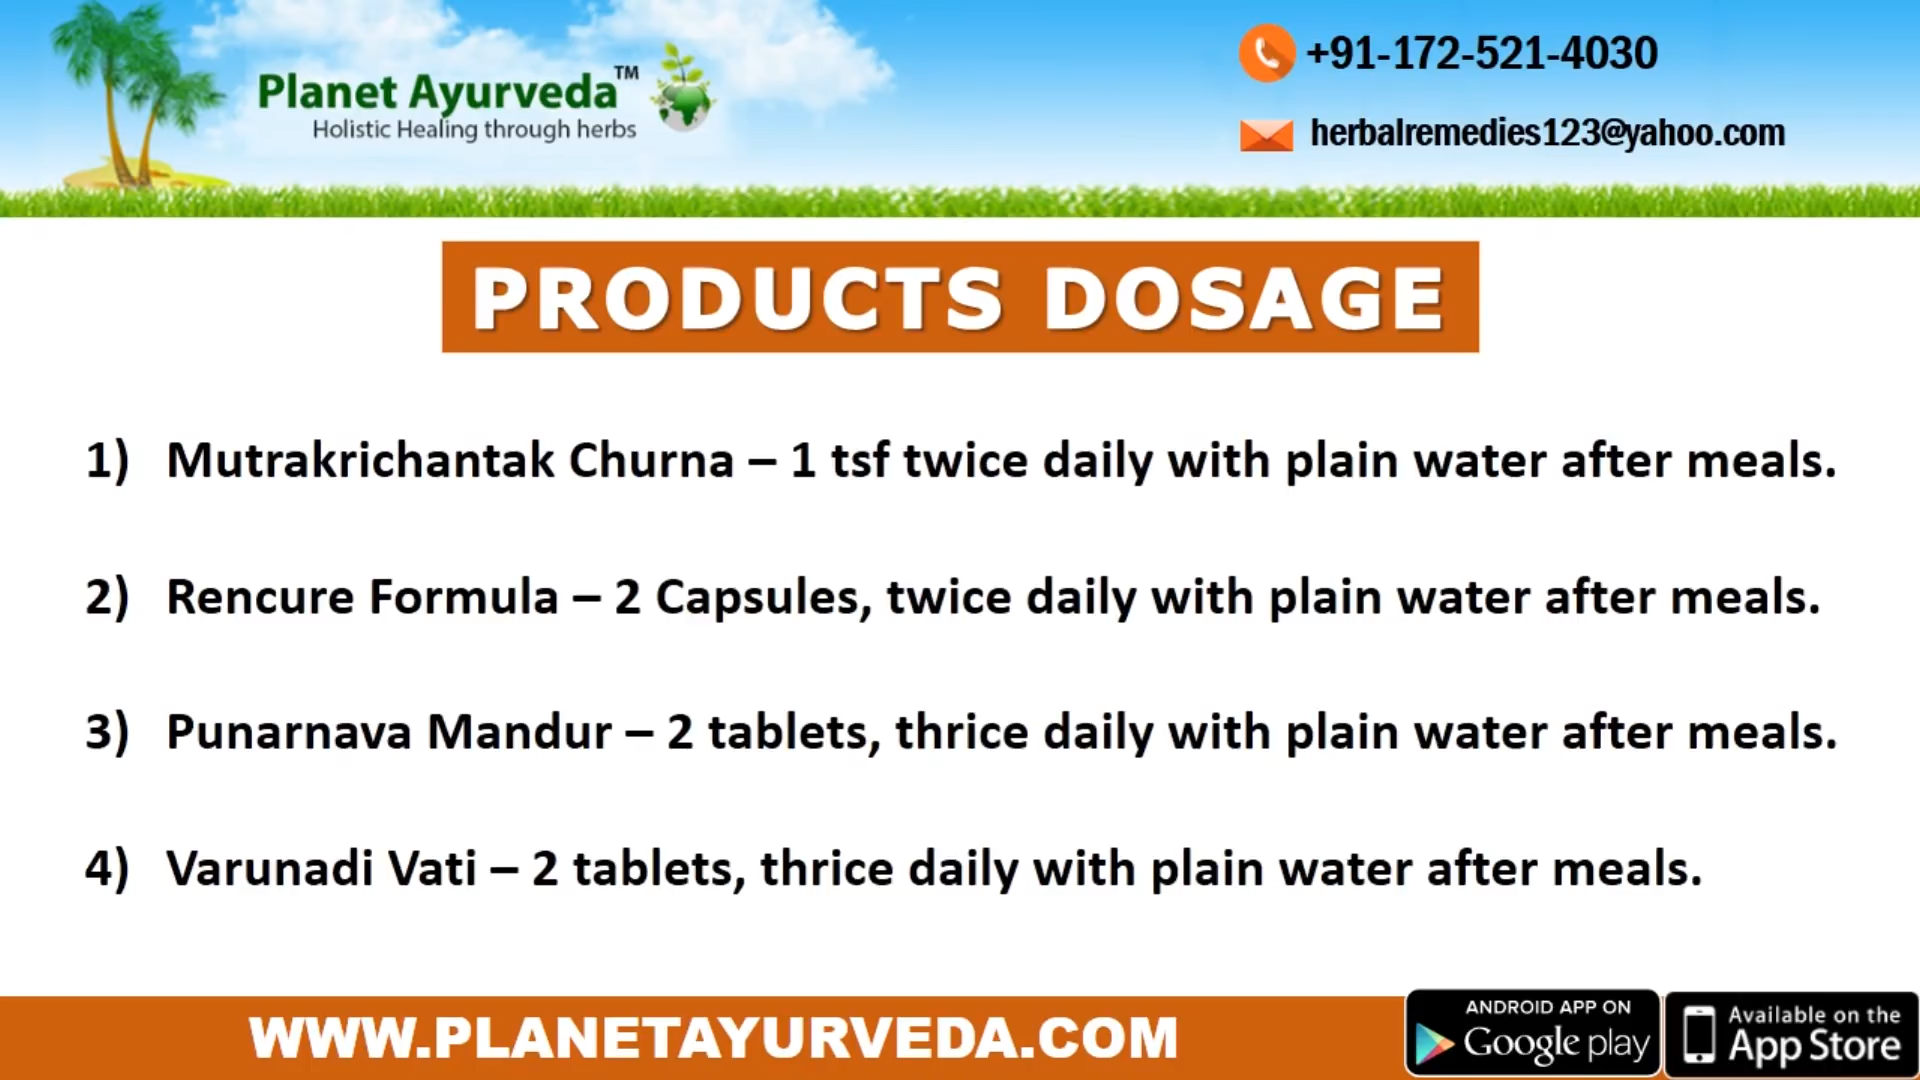 Planet Ayurveda™
Holistic Healing through herbs
+91-172-521-4030
herbalremedies123@yahoo.com
PRODUCTS DOSAGE
1) Mutrakrichantak Churna – 1 tsf twice daily with plain water after meals.
2) Rencure Formula – 2 Capsules, twice daily with plain water after meals.
3) Punarnava Mandur – 2 tablets, thrice daily with plain water after meals.
4) Varunadi Vati – 2 tablets, thrice daily with plain water after meals.
WWW.PLANETAYURVEDA.COM
ANDROID APP ON
Google play
Available on the
App Store